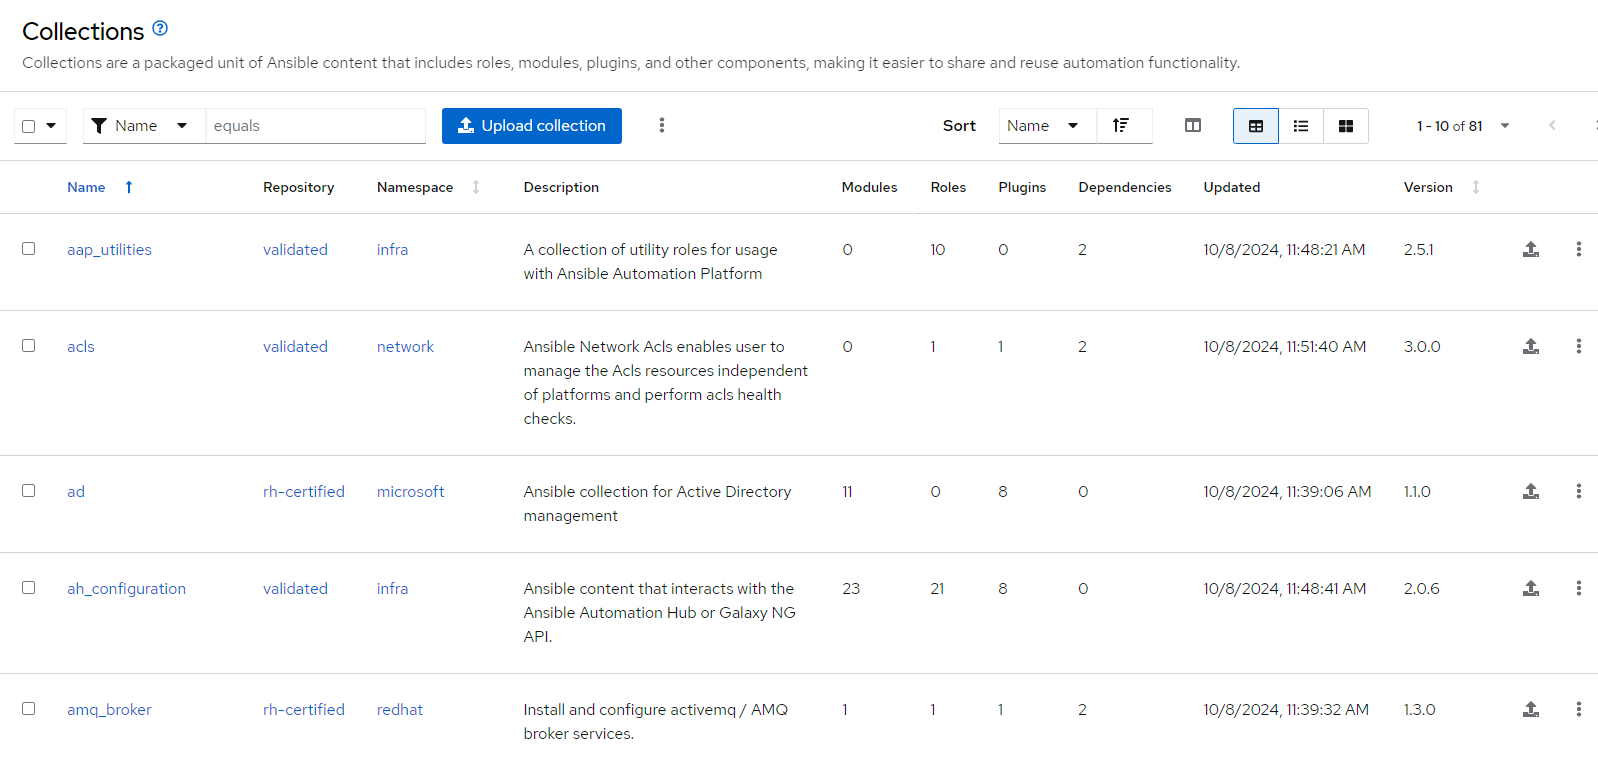 Collections
Collections are a packaged unit of Ansible content that includes roles, modules, plugins, and other components, making it easier to share and reuse automation functionality.
Name equals Upload collection Sort Name 1 - 10 of 81
Name Repository Namespace Description Modules Roles Plugins Dependencies Updated Version
aap_utilities validated infra A collection of utility roles for usage 0 10 0 2 10/8/2024, 11:48:21 AM 2.5.1
with Ansible Automation Platform
acls validated network Ansible Network Acls enables user to 0 1 1 2 10/8/2024, 11:51:40 AM 3.0.0
manage the Acls resources independent
of platforms and perform acls health
checks.
ad rh-certified microsoft Ansible collection for Active Directory 11 0 8 0 10/8/2024, 11:39:06 AM 1.1.0
management
ah_configuration validated infra Ansible content that interacts with the 23 21 8 0 10/8/2024, 11:48:41 AM 2.0.6
Ansible Automation Hub or Galaxy NG
API.
amq_broker rh-certified redhat Install and configure activemq / AMQ 1 1 1 2 10/8/2024, 11:39:32 AM 1.3.0
broker services.